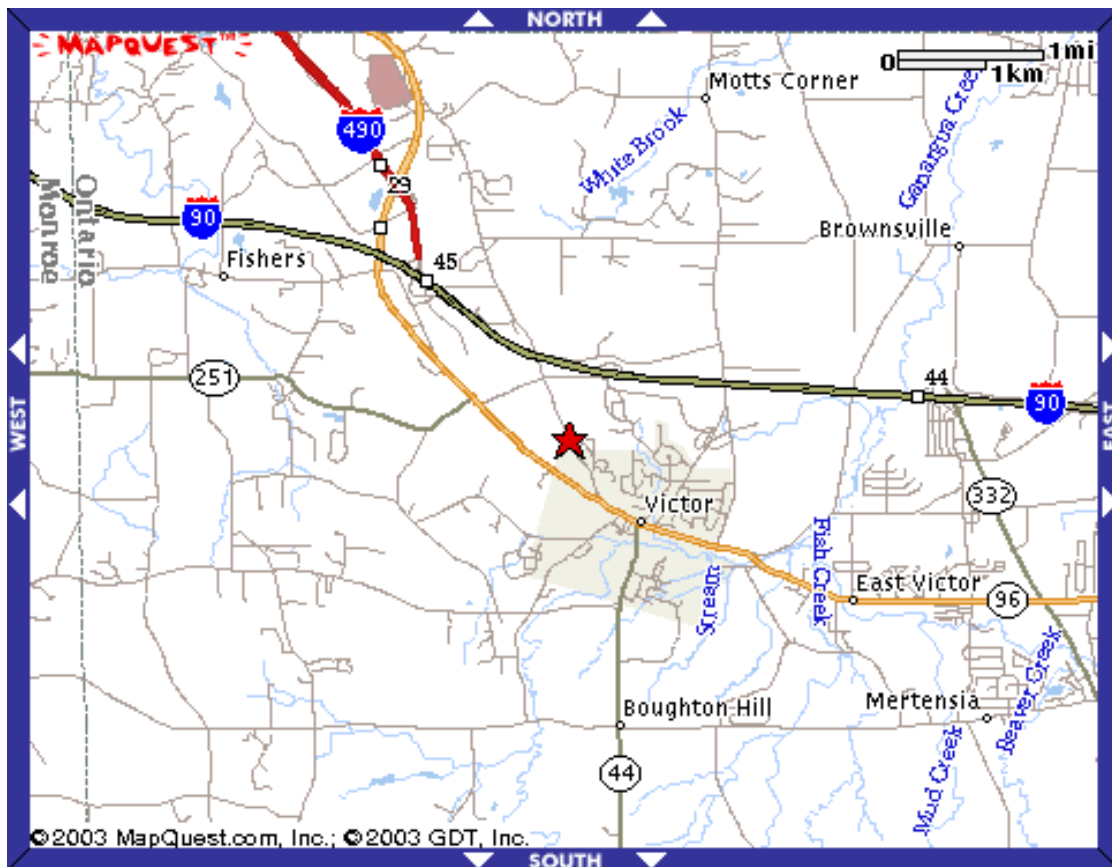 NORTH
MAPQUEST™
0 1mi
1km
Motts Corner
490
White Brook
Ganargua Creek
29
Ontario
Monroe
90
Brownsville
Fishers
45
251
44
90
WEST
EAST
332
Victor
Fish Creek
Stream
East Victor
96
Mertensia
Beaver Creek
Boughton Hill
Mud Creek
44
©2003 MapQuest.com, Inc.; ©2003 GDT, Inc.
SOUTH